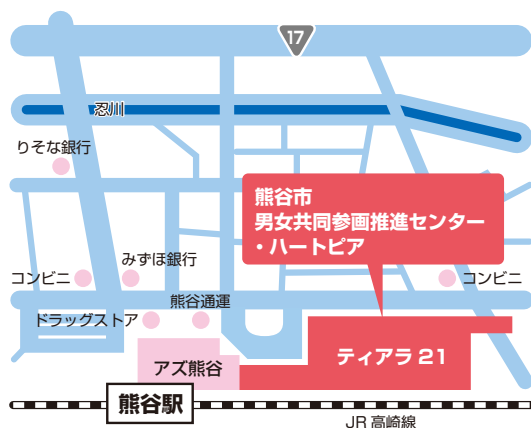 17
忍川
りそな銀行
熊谷市
男女共同参画推進センター
・ハートピア
コンビニ
みずほ銀行
コンビニ
熊谷通運
ドラッグストア
ティアラ 21
アズ熊谷
熊谷駅
JR 高崎線